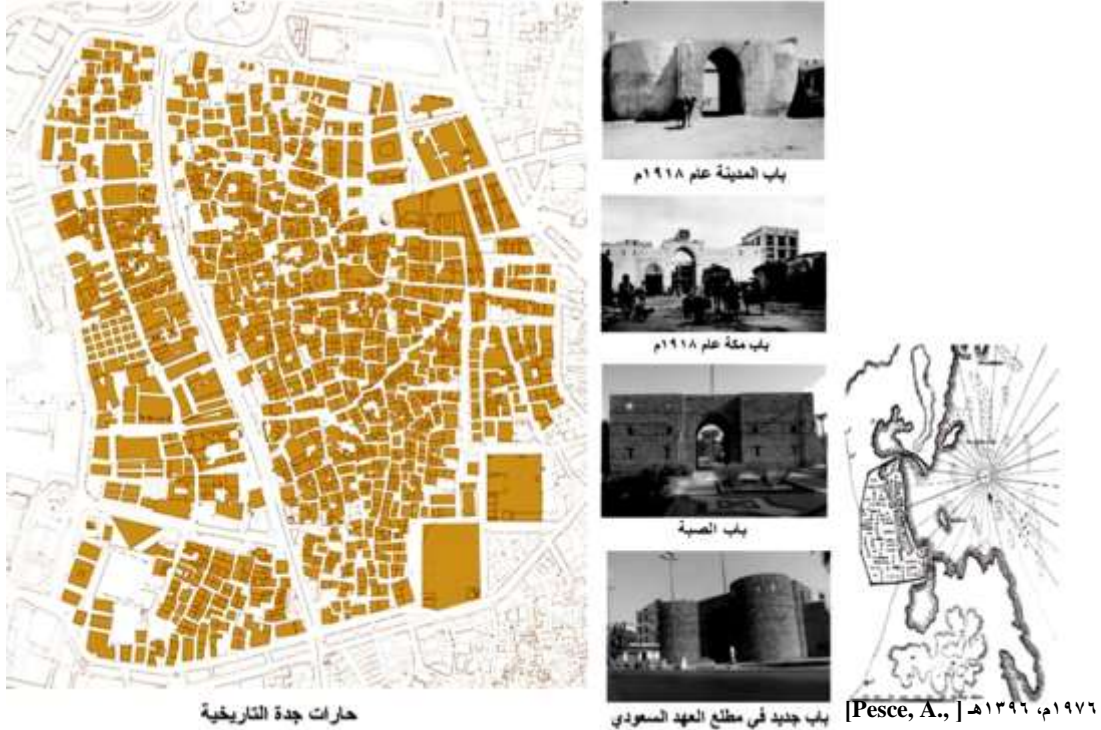 باب المدينة عام ١٩١٨م
باب مكة عام ١٩١٨م
باب الصبة
باب جديد في مطلع العهد السعودي
حارات جدة التاريخية
١٩٧٦م، ١٣٩٦هـ [Pesce, A., ]